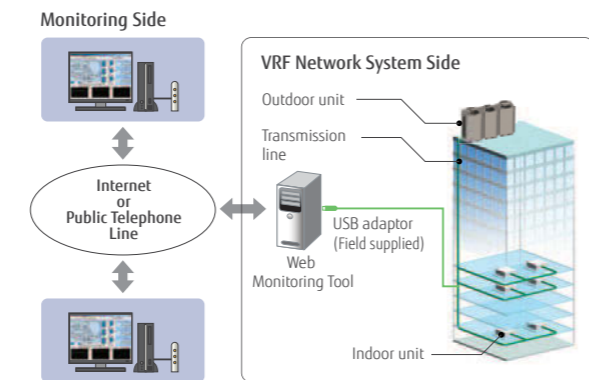 Monitoring Side
VRF Network System Side
Outdoor unit
Transmission
line
Internet
or
Public Telephone
Line
USB adaptor
(Field supplied)
Web
Monitoring Tool
Indoor unit